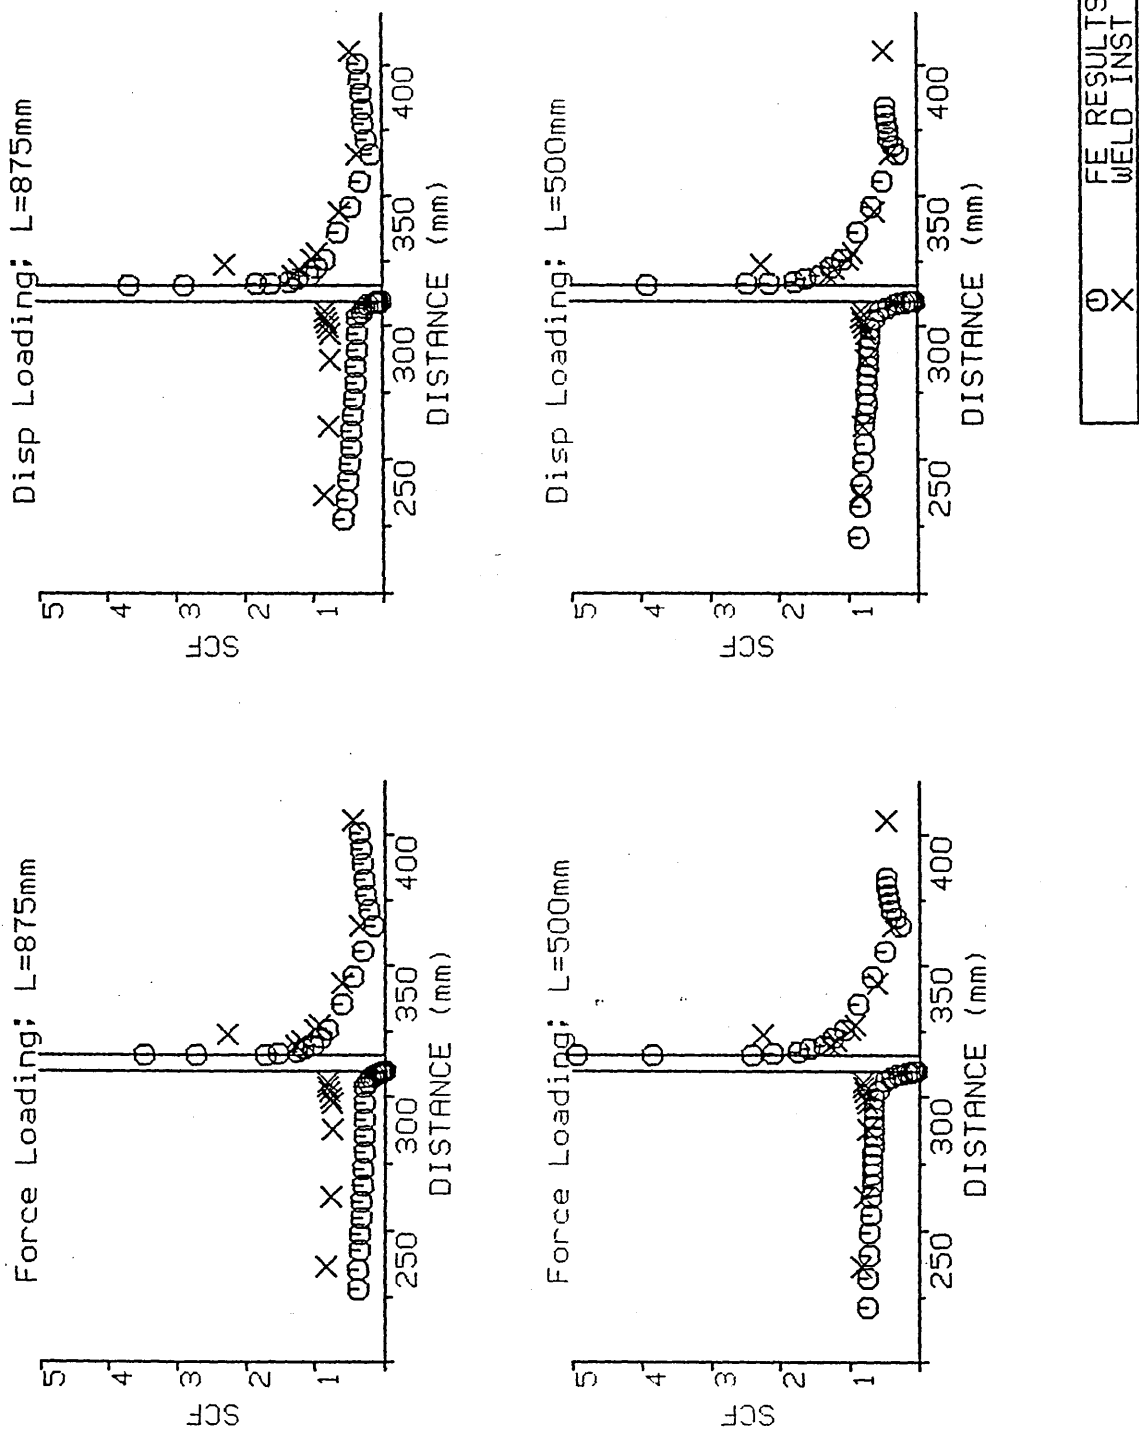 Force Loading; L=875mm
SCF
5
4
3
2
1
250
300
350
400
DISTANCE (mm)
Disp Loading; L=875mm
SCF
5
4
3
2
1
250
300
350
400
DISTANCE (mm)
Force Loading; L=500mm
SCF
5
4
3
2
1
250
300
350
400
DISTANCE (mm)
Disp Loading; L=500mm
SCF
5
4
3
2
1
250
300
350
400
DISTANCE (mm)
FE RESULTS
WELD INST